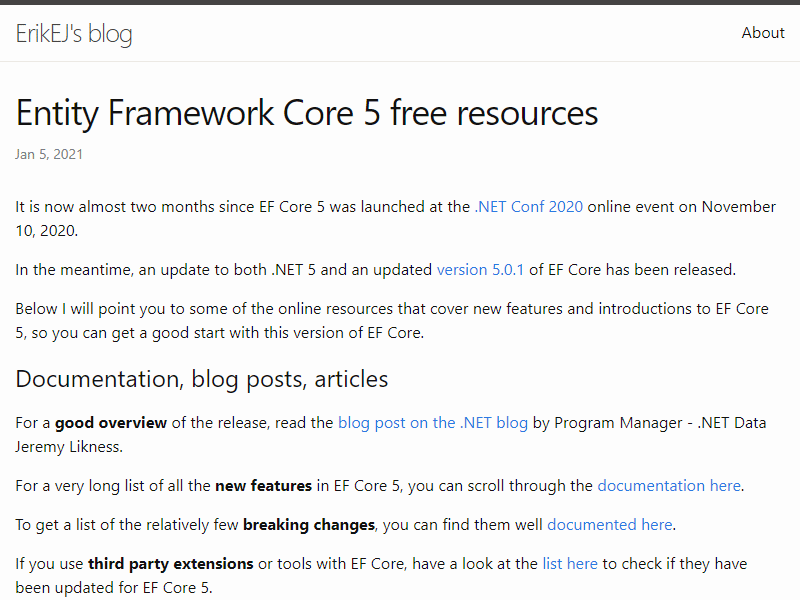 ErikEJ's blog
About
Entity Framework Core 5 free resources
Jan 5, 2021
It is now almost two months since EF Core 5 was launched at the .NET Conf 2020 online event on November
10, 2020.
In the meantime, an update to both .NET 5 and an updated version 5.0.1 of EF Core has been released.
Below I will point you to some of the online resources that cover new features and introductions to EF Core
5, so you can get a good start with this version of EF Core.
Documentation, blog posts, articles
For a good overview of the release, read the blog post on the .NET blog by Program Manager - .NET Data
Jeremy Likness.
For a very long list of all the new features in EF Core 5, you can scroll through the documentation here.
To get a list of the relatively few breaking changes, you can find them well documented here.
If you use third party extensions or tools with EF Core, have a look at the list here to check if they have
been updated for EF Core 5.